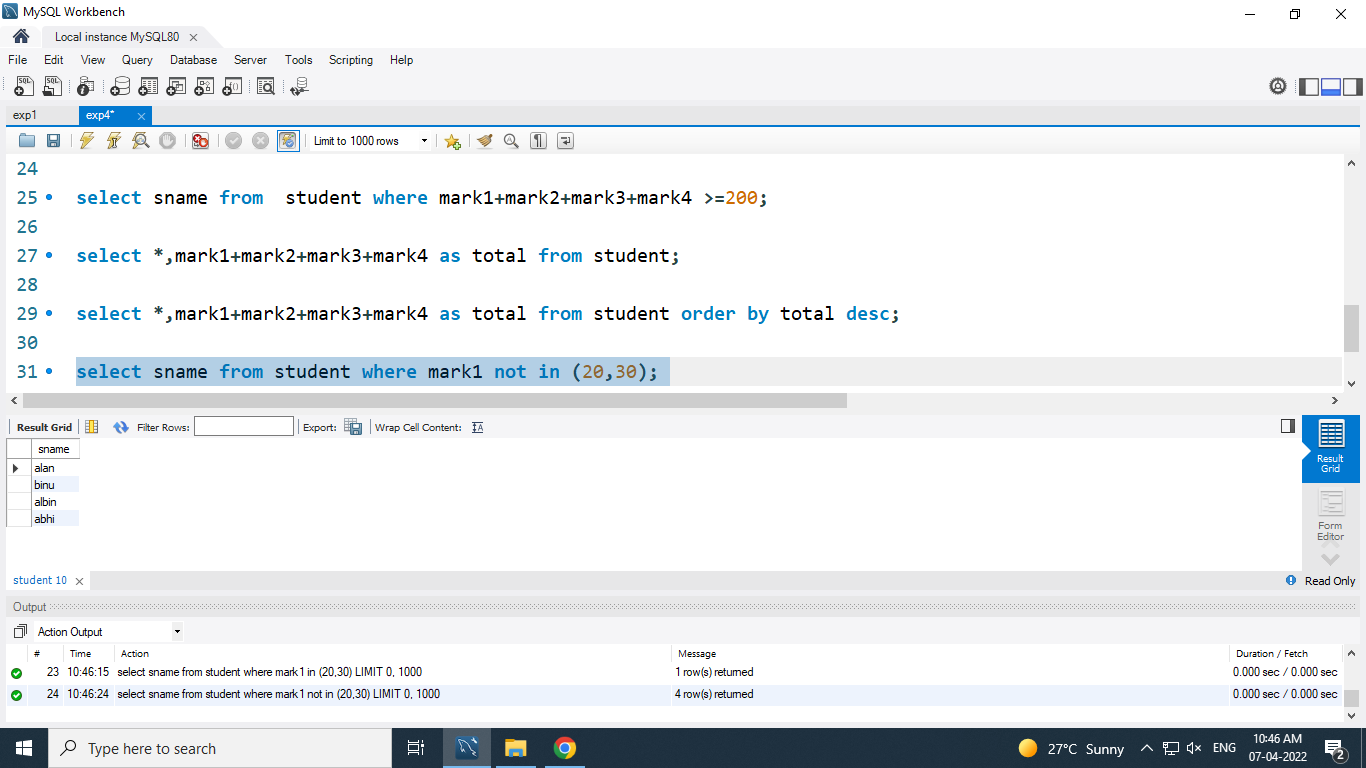 MySQL Workbench
Local instance MySQL80
File Edit View Query Database Server Tools Scripting Help
exp1 exp4*
Limit to 1000 rows
24
25 select sname from  student where mark1+mark2+mark3+mark4 >=200;
26
27 select *,mark1+mark2+mark3+mark4 as total from student;
28
29 select *,mark1+mark2+mark3+mark4 as total from student order by total desc;
30
31 select sname from student where mark1 not in (20,30);
Result Grid Filter Rows: Export: Wrap Cell Content:
sname
alan
binu
albin
abhi
Result
Grid
Form
Editor
student 10 Read Only
Output
Action Output
# Time Action Message Duration / Fetch
23 10:46:15 select sname from student where mark1 in (20,30) LIMIT 0, 1000 1 row(s) returned 0.000 sec / 0.000 sec
24 10:46:24 select sname from student where mark1 not in (20,30) LIMIT 0, 1000 4 row(s) returned 0.000 sec / 0.000 sec
Type here to search 27°C Sunny ENG 10:46 AM
07-04-2022 2